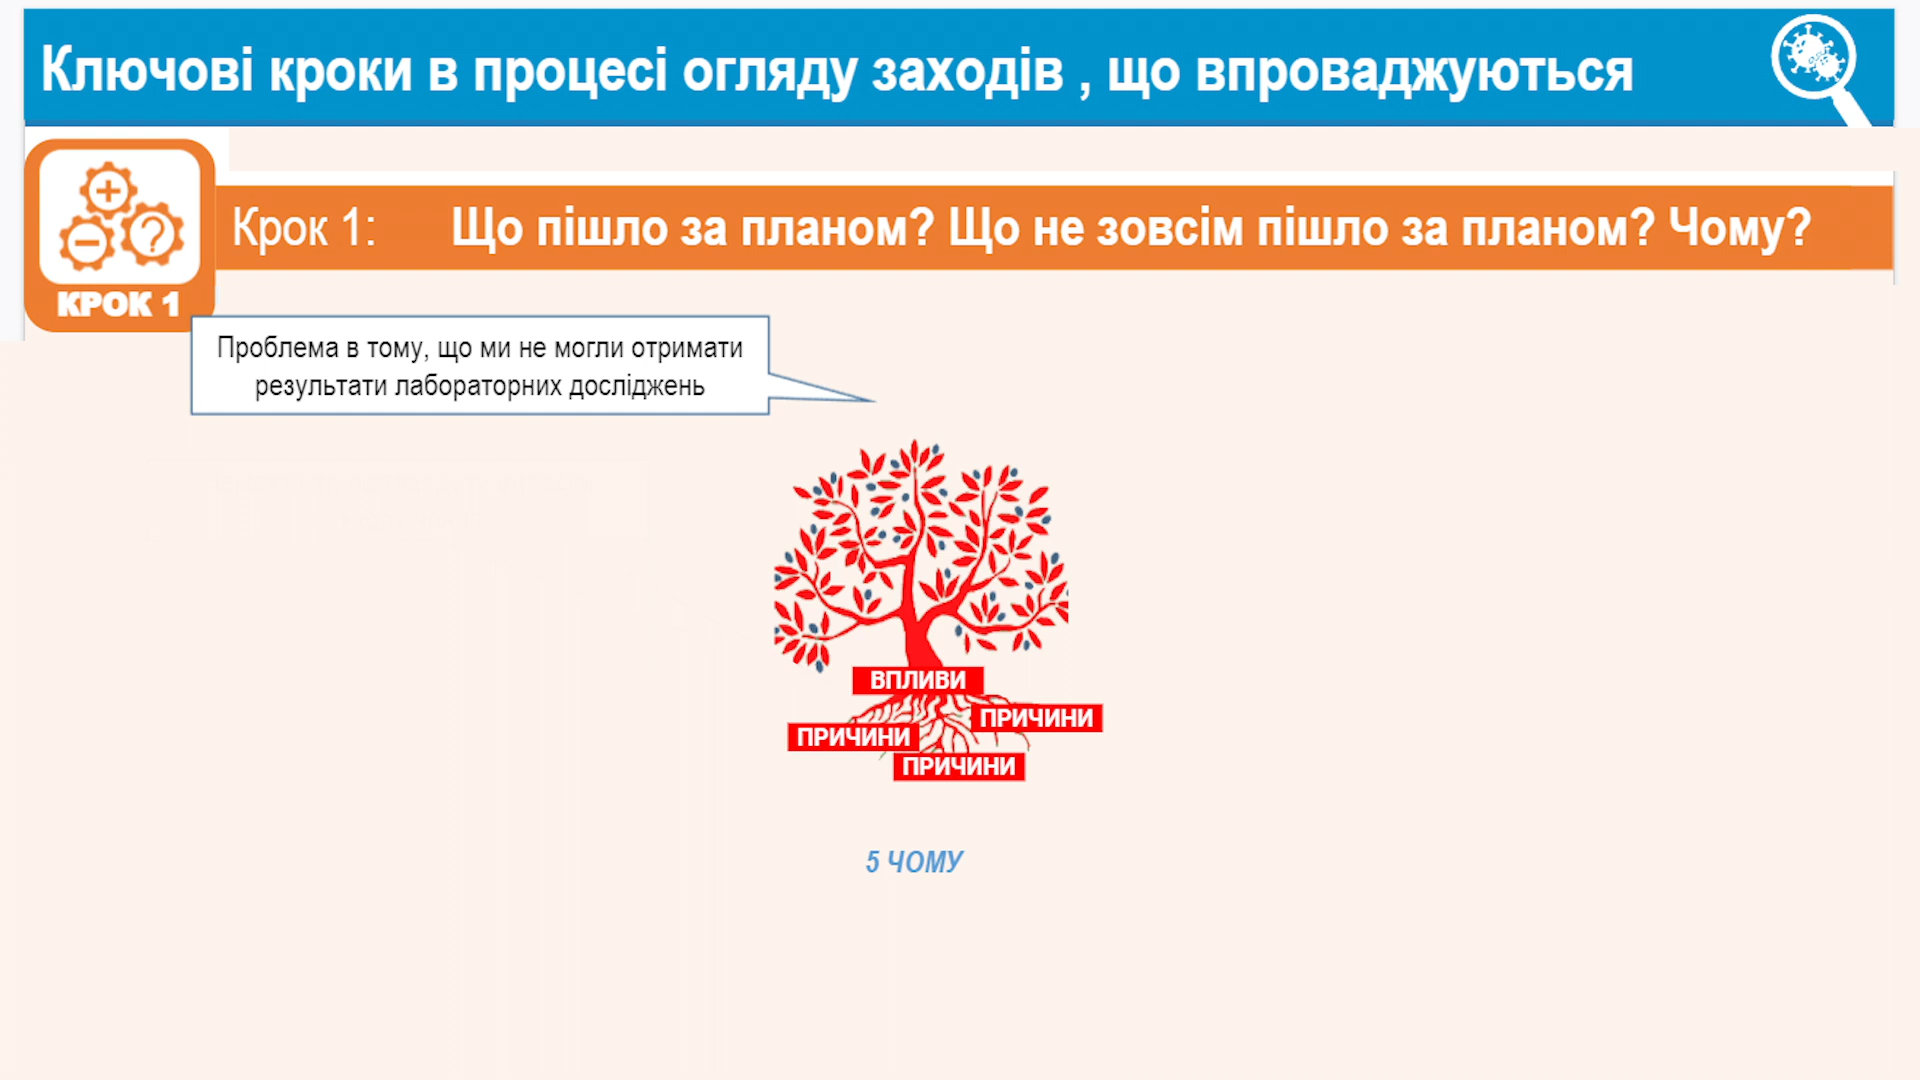 Ключові кроки в процесі огляду заходів , що впроваджуються
Крок 1: Що пішло за планом? Що не зовсім пішло за планом? Чому?
КРОК 1
Проблема в тому, що ми не могли отримати
результати лабораторних досліджень
ВПЛИВИ
ПРИЧИНИ
ПРИЧИНИ
ПРИЧИНИ
5 ЧОМУ